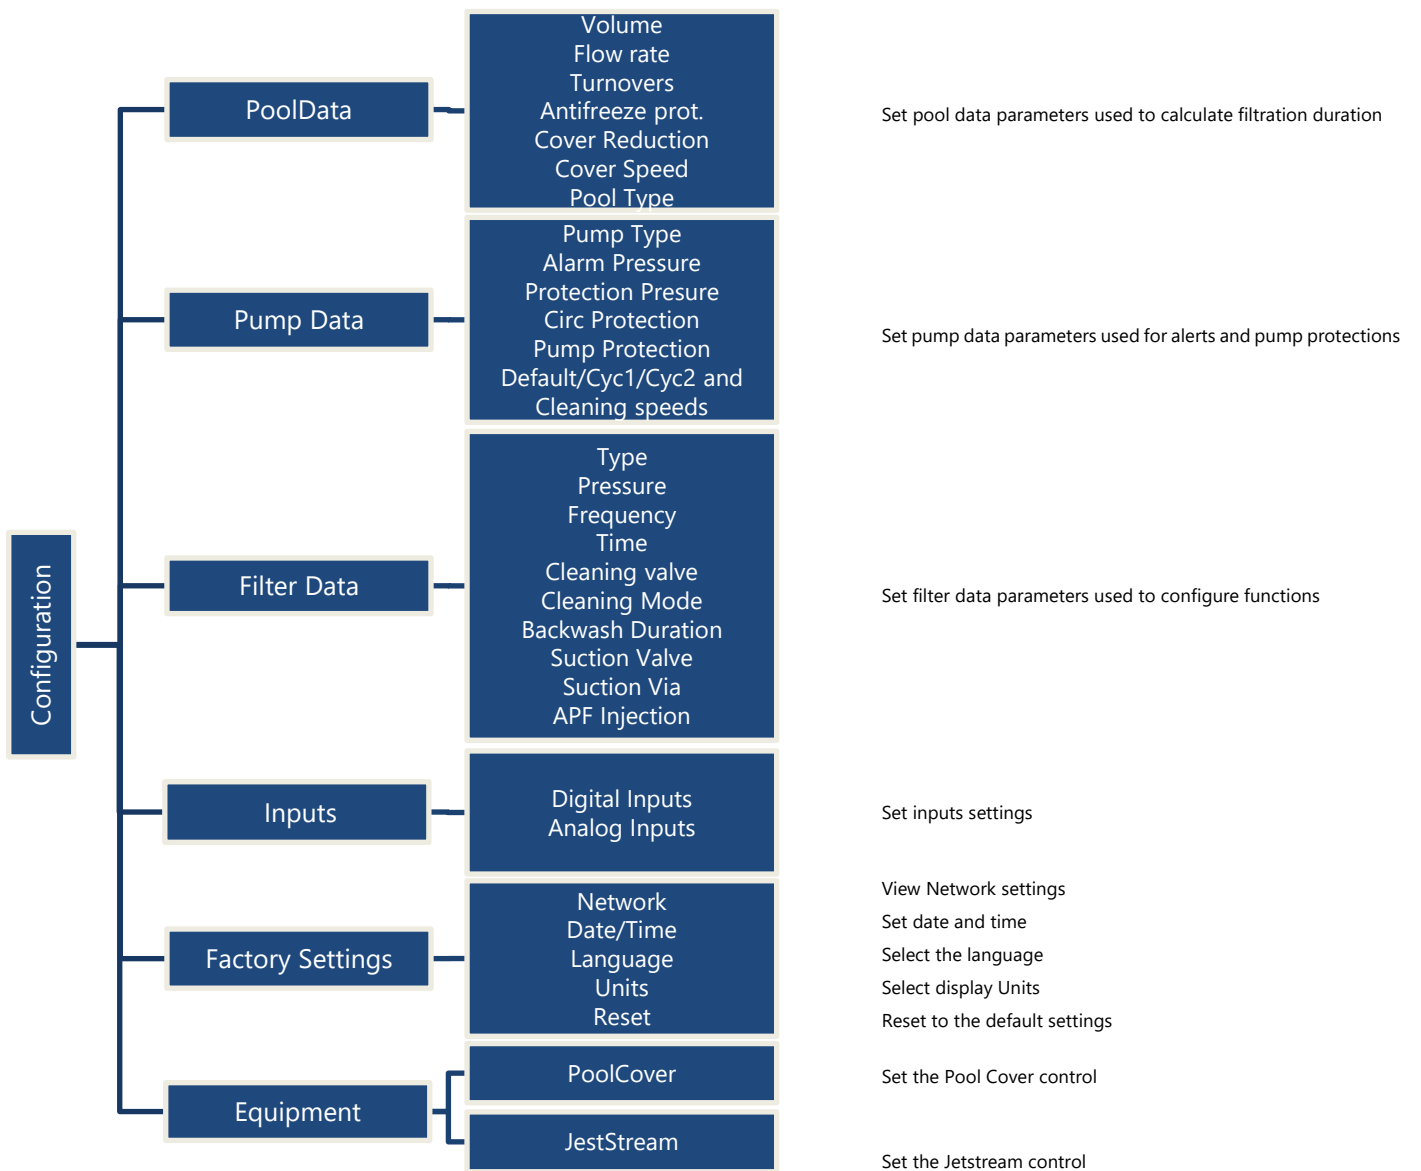 Configuration
PoolData
Volume
Flow rate
Turnovers
Antifreeze prot.
Cover Reduction
Cover Speed
Pool Type
Set pool data parameters used to calculate filtration duration
Pump Data
Pump Type
Alarm Pressure
Protection Presure
Circ Protection
Pump Protection
Default/Cyc1/Cyc2 and
Cleaning speeds
Set pump data parameters used for alerts and pump protections
Filter Data
Type
Pressure
Frequency
Time
Cleaning valve
Cleaning Mode
Backwash Duration
Suction Valve
Suction Via
APF Injection
Set filter data parameters used to configure functions
Inputs
Digital Inputs
Analog Inputs
Set inputs settings
Factory Settings
Network
Date/Time
Language
Units
Reset
View Network settings
Set date and time
Select the language
Select display Units
Reset to the default settings
Equipment
PoolCover
Set the Pool Cover control
JestStream
Set the Jetstream control